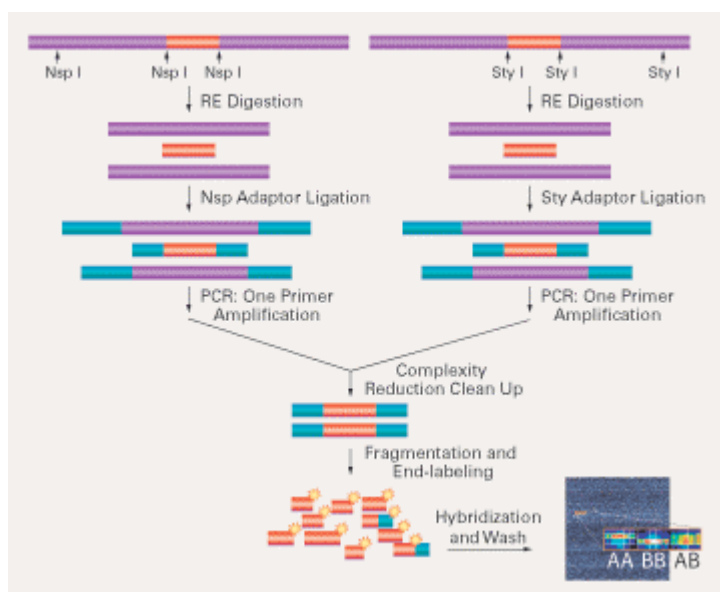 Nsp I Nsp I Nsp I
Sty I Sty I Sty I
RE Digestion
RE Digestion
Nsp Adaptor Ligation
Sty Adaptor Ligation
PCR: One Primer
Amplification
PCR: One Primer
Amplification
Complexity
Reduction Clean Up
Fragmentation and
End-labeling
Hybridization
and Wash
AA BB AB